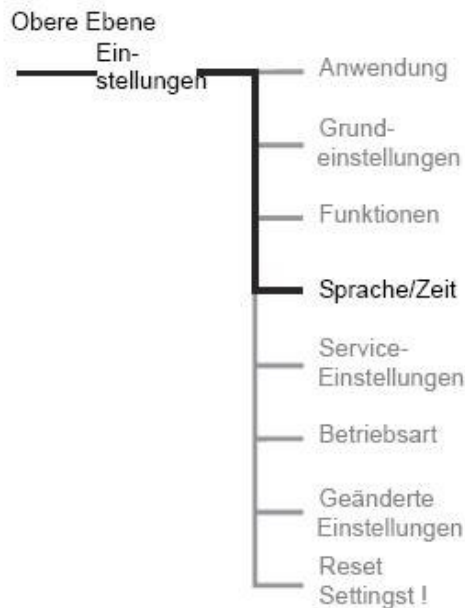 Obere Ebene
Ein-
stellungen
Anwendung
Grund-
einstellungen
Funktionen
Sprache/Zeit
Service-
Einstellungen
Betriebsart
Geänderte
Einstellungen
Reset
Settingst !